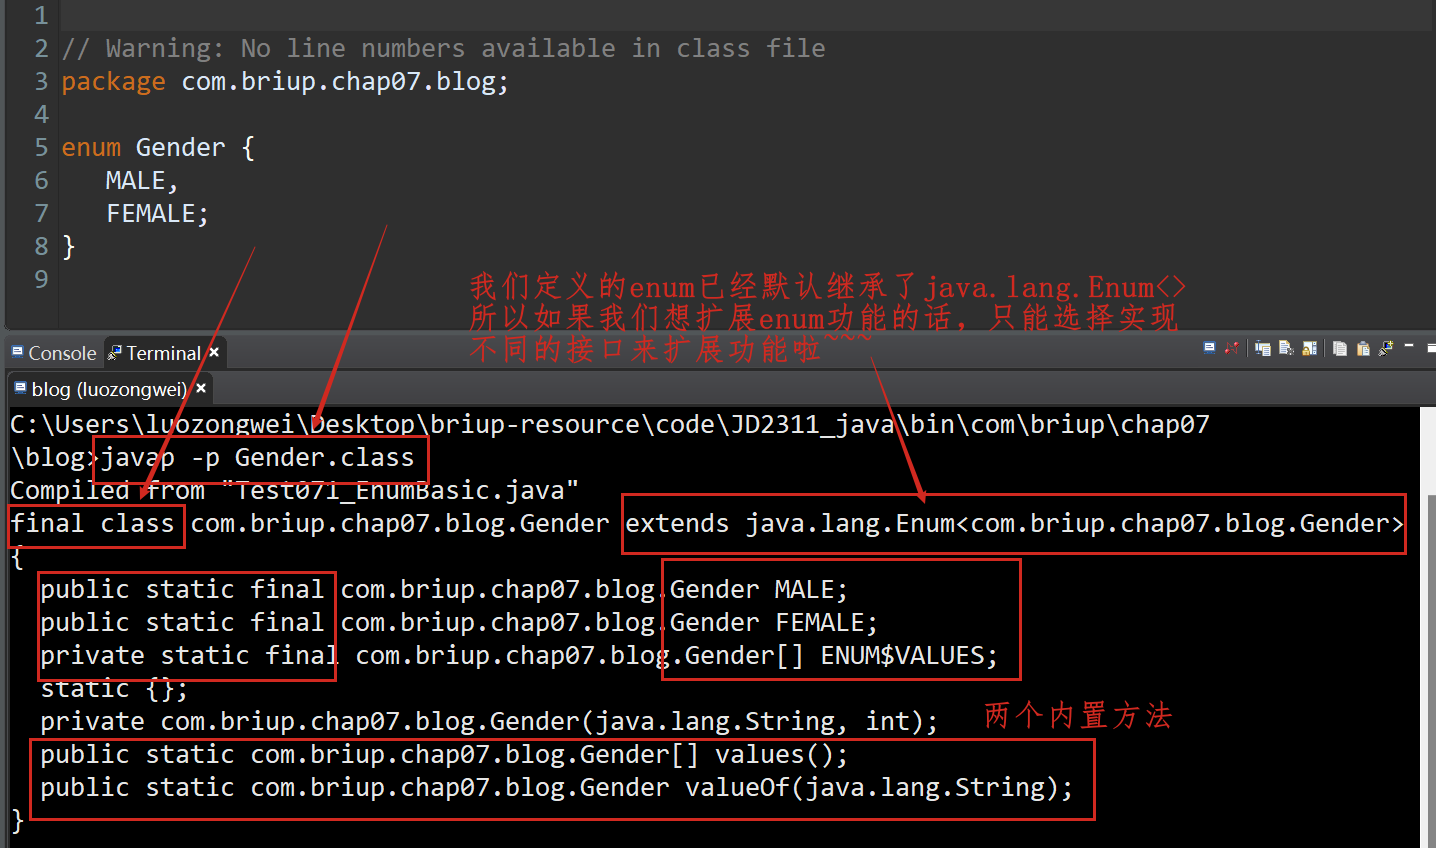 1
2 // Warning: No line numbers available in class file
3 package com.briup.chap07.blog;
4
5 enum Gender {
6 MALE,
7 FEMALE;
8 }
9
我们定义的enum已经默认继承了java.lang.Enum<>
所以如果我们想扩展enum功能的话，只能选择实现
不同的接口来扩展功能啦~~~
Console Terminal
blog (luozongwei)
C:\Users\luozongwei\Desktop\briup-resource\code\JD2311_java\bin\com\briup\chap07
\blog>javap -p Gender.class
Compiled from "Test071_EnumBasic.java"
final class com.briup.chap07.blog.Gender extends java.lang.Enum<com.briup.chap07.blog.Gender>
{
public static final com.briup.chap07.blog.Gender MALE;
public static final com.briup.chap07.blog.Gender FEMALE;
private static final com.briup.chap07.blog.Gender[] ENUM$VALUES;
static {};
private com.briup.chap07.blog.Gender(java.lang.String, int);
两个内置方法
public static com.briup.chap07.blog.Gender[] values();
public static com.briup.chap07.blog.Gender valueOf(java.lang.String);
}